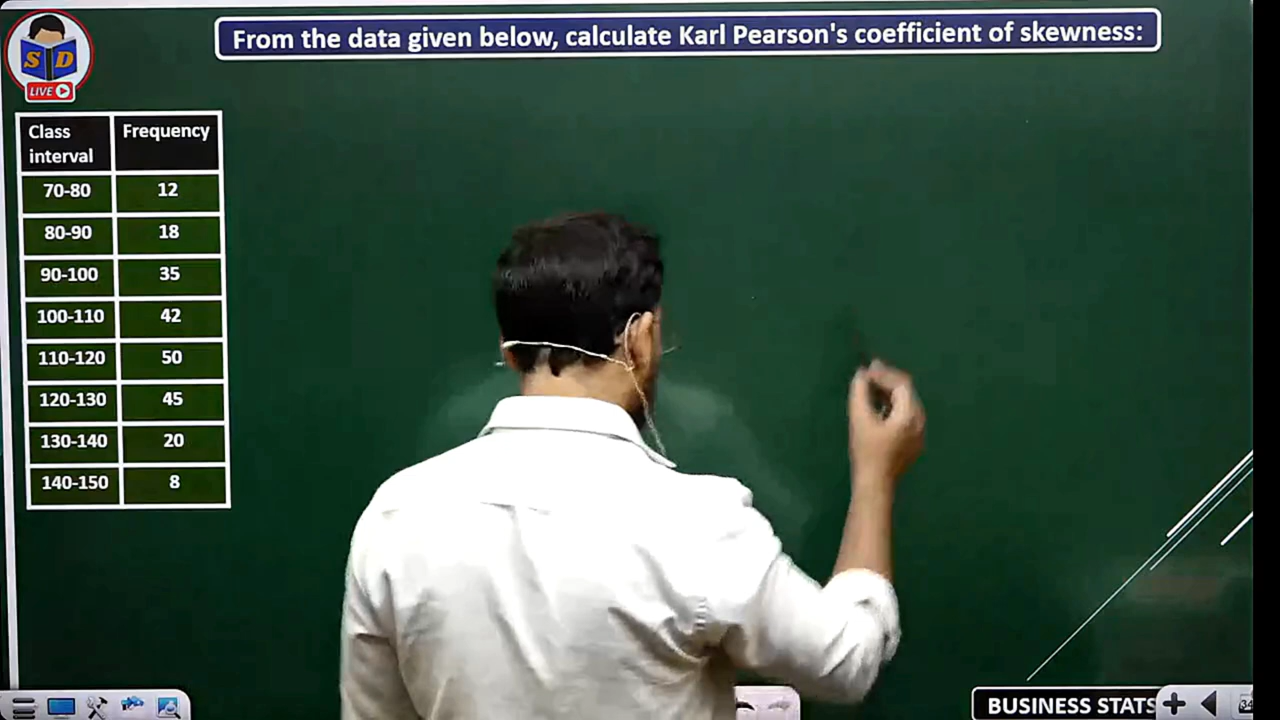 From the data given below, calculate Karl Pearson's coefficient of skewness:
S D
LIVE
Class interval Frequency
70-80 12
80-90 18
90-100 35
100-110 42
110-120 50
120-130 45
130-140 20
140-150 8
BUSINESS STATS
34